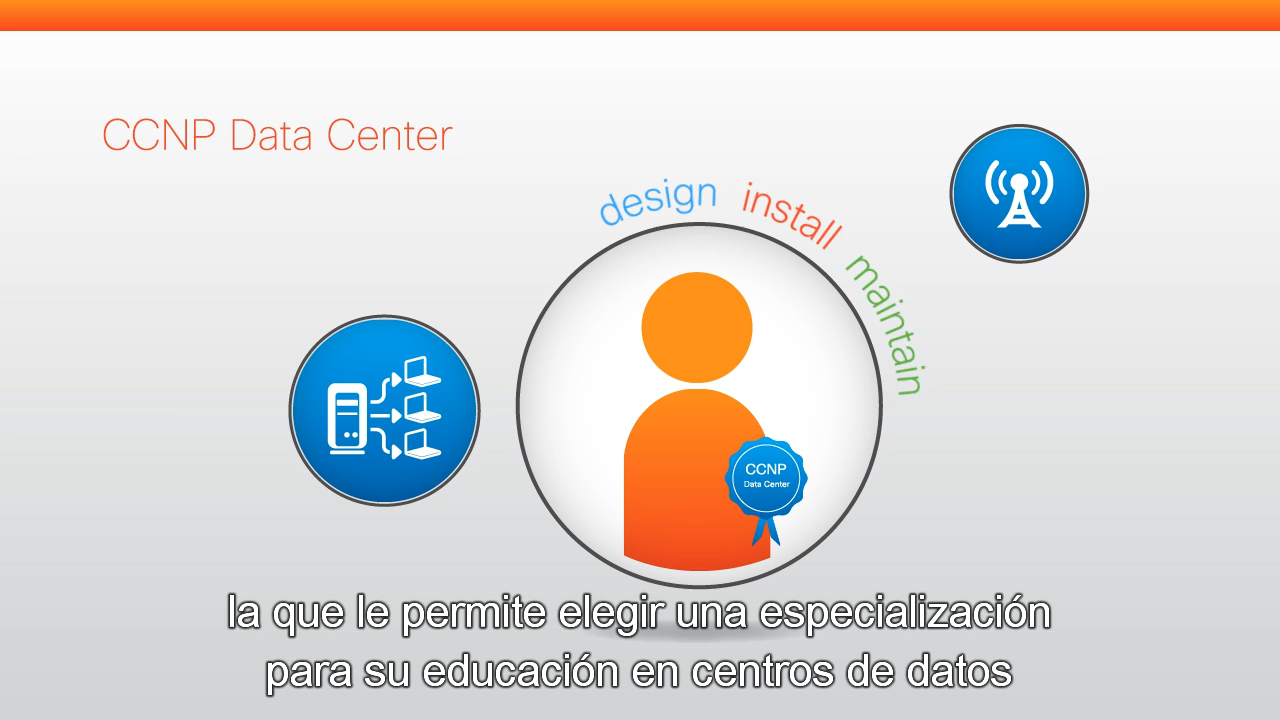 CCNP Data Center
design install maintain
CCNP
Data Center
la que le permite elegir una especialización
para su educación en centros de datos